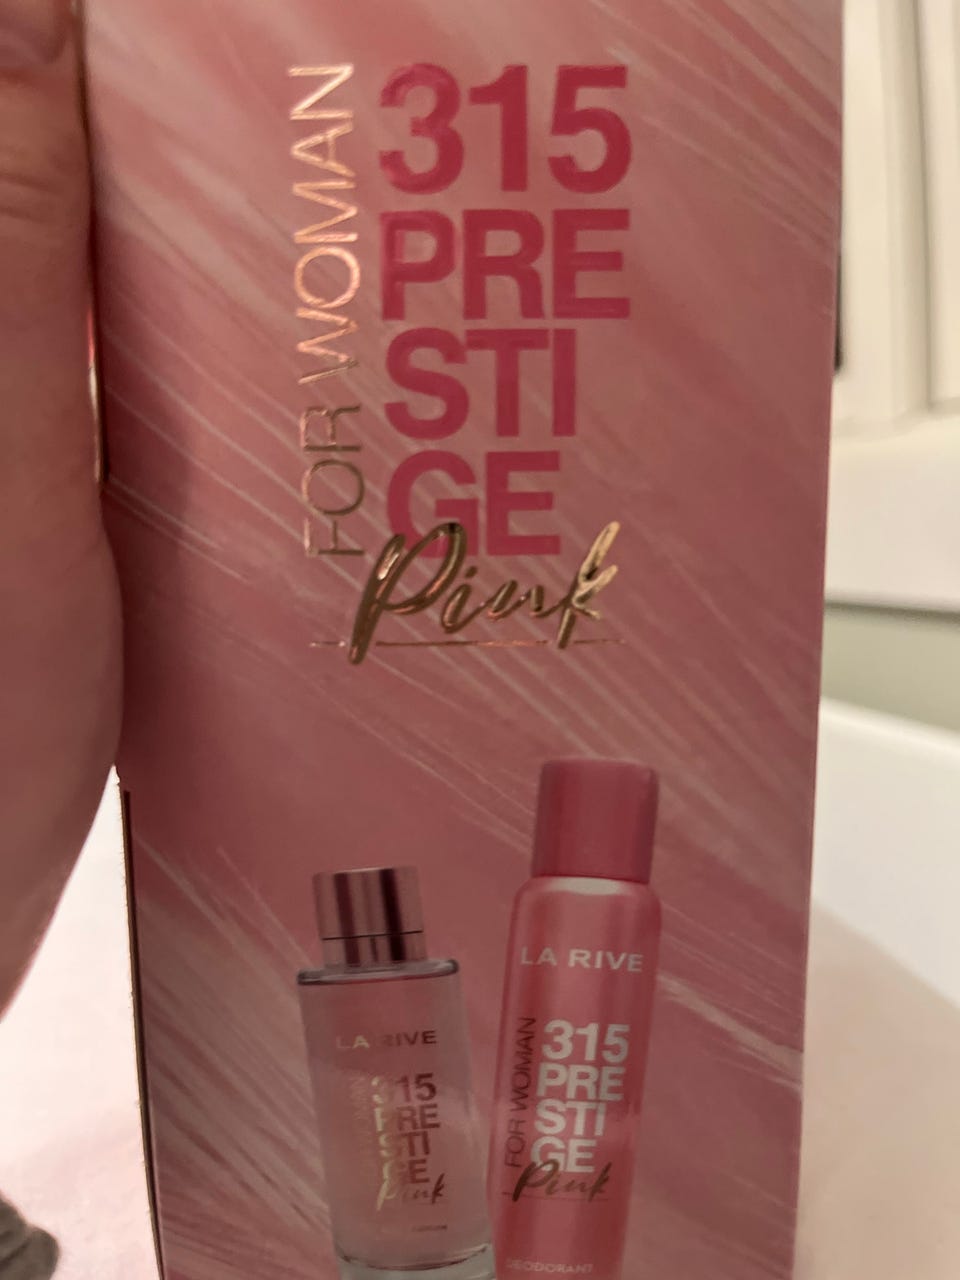 FOR WOMAN
315
PRE
STI
GE
Pink
LA RIVE
315
PRE
STI
GE
Pink
LA RIVE
FOR WOMAN
315
PRE
STI
GE
Pink
DEODORANT